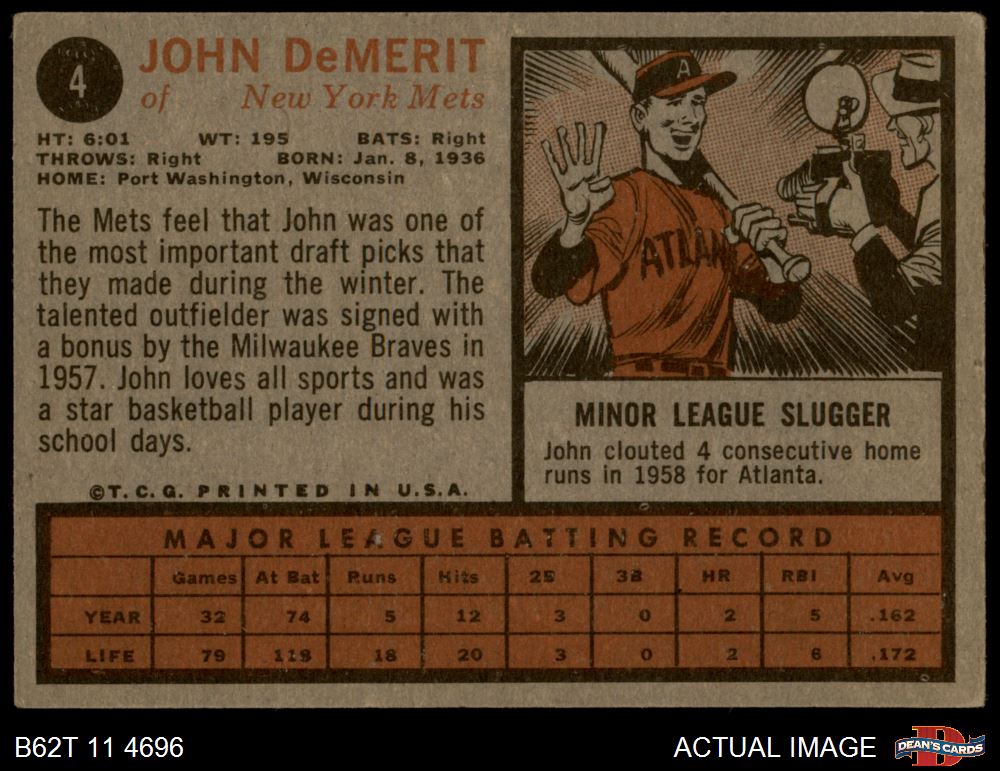 4
JOHN DeMERIT
of New York Mets
HT: 6:01 WT: 195 BATS: Right
THROWS: Right BORN: Jan. 8, 1936
HOME: Port Washington, Wisconsin
The Mets feel that John was one of
the most important draft picks that
they made during the winter. The
talented outfielder was signed with
a bonus by the Milwaukee Braves in
1957. John loves all sports and was
a star basketball player during his
school days.
©T.C.G. PRINTED IN U.S.A.
A
ATLAN
MINOR LEAGUE SLUGGER
John clouted 4 consecutive home
runs in 1958 for Atlanta.
MAJOR LEAGUE BATTING RECORD
Games At Bat Runs Hits 2B 3B HR RBI Avg
YEAR 32 74 5 12 3 0 2 5 .162
LIFE 79 118 18 20 3 0 2 6 .172
B62T 11 4696
ACTUAL IMAGE
D
DEAN'S CARDS